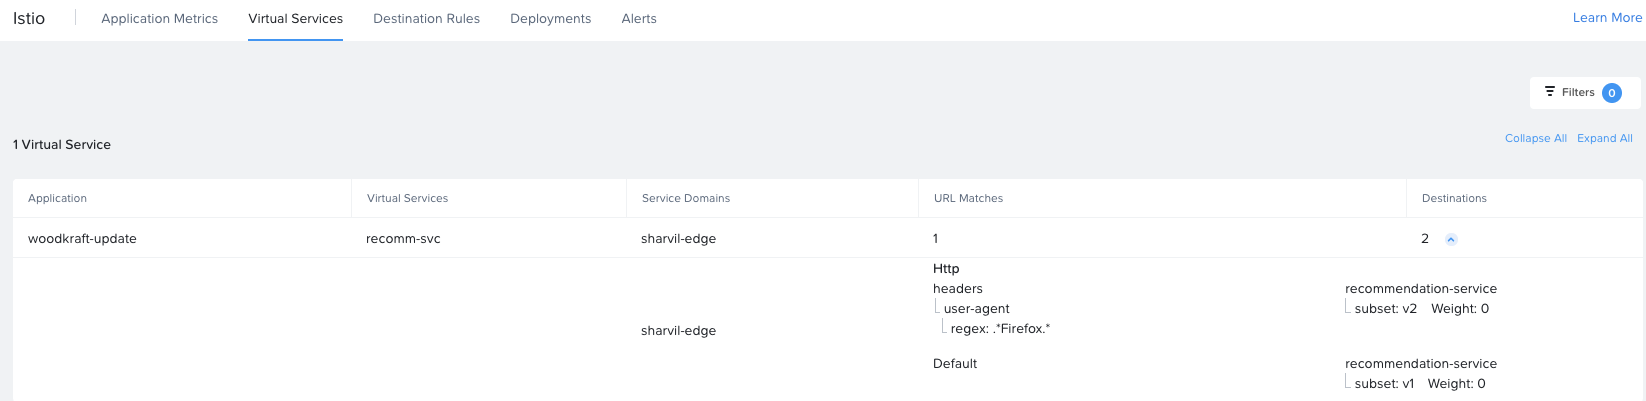 Istio Application Metrics Virtual Services Destination Rules Deployments Alerts Learn More
Filters 0
1 Virtual Service Collapse All Expand All
Application Virtual Services Service Domains URL Matches Destinations
woodkraft-update recomm-svc sharvil-edge 1 2
Http
headers recommendation-service
user-agent subset: v2 Weight: 0
regex: .*Firefox.*
sharvil-edge
Default recommendation-service
subset: v1 Weight: 0